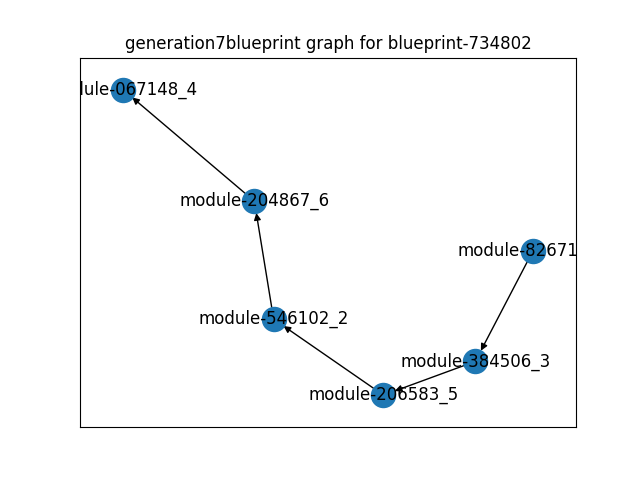 generation7blueprint graph for blueprint-734802
lule-067148_4
module-204867_6
module-82671
module-546102_2
module-384506_3
module-206583_5